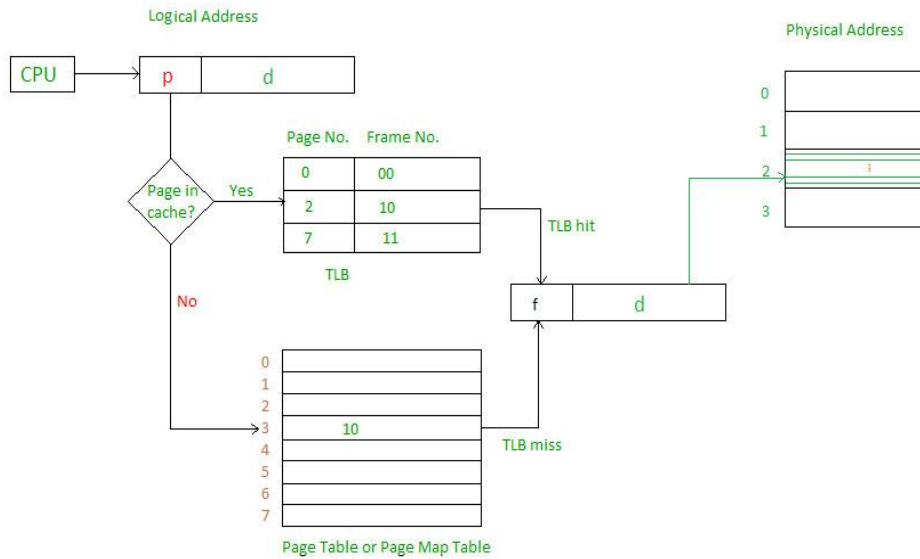 Logical Address
Physical Address
CPU
p d
0
1
2
3
Page No. Frame No.
0 00
2 10
7 11
TLB
Page in
cache?
Yes
No
TLB hit
f d
0
1
2
3 10
4
5
6
7
TLB miss
Page Table or Page Map Table